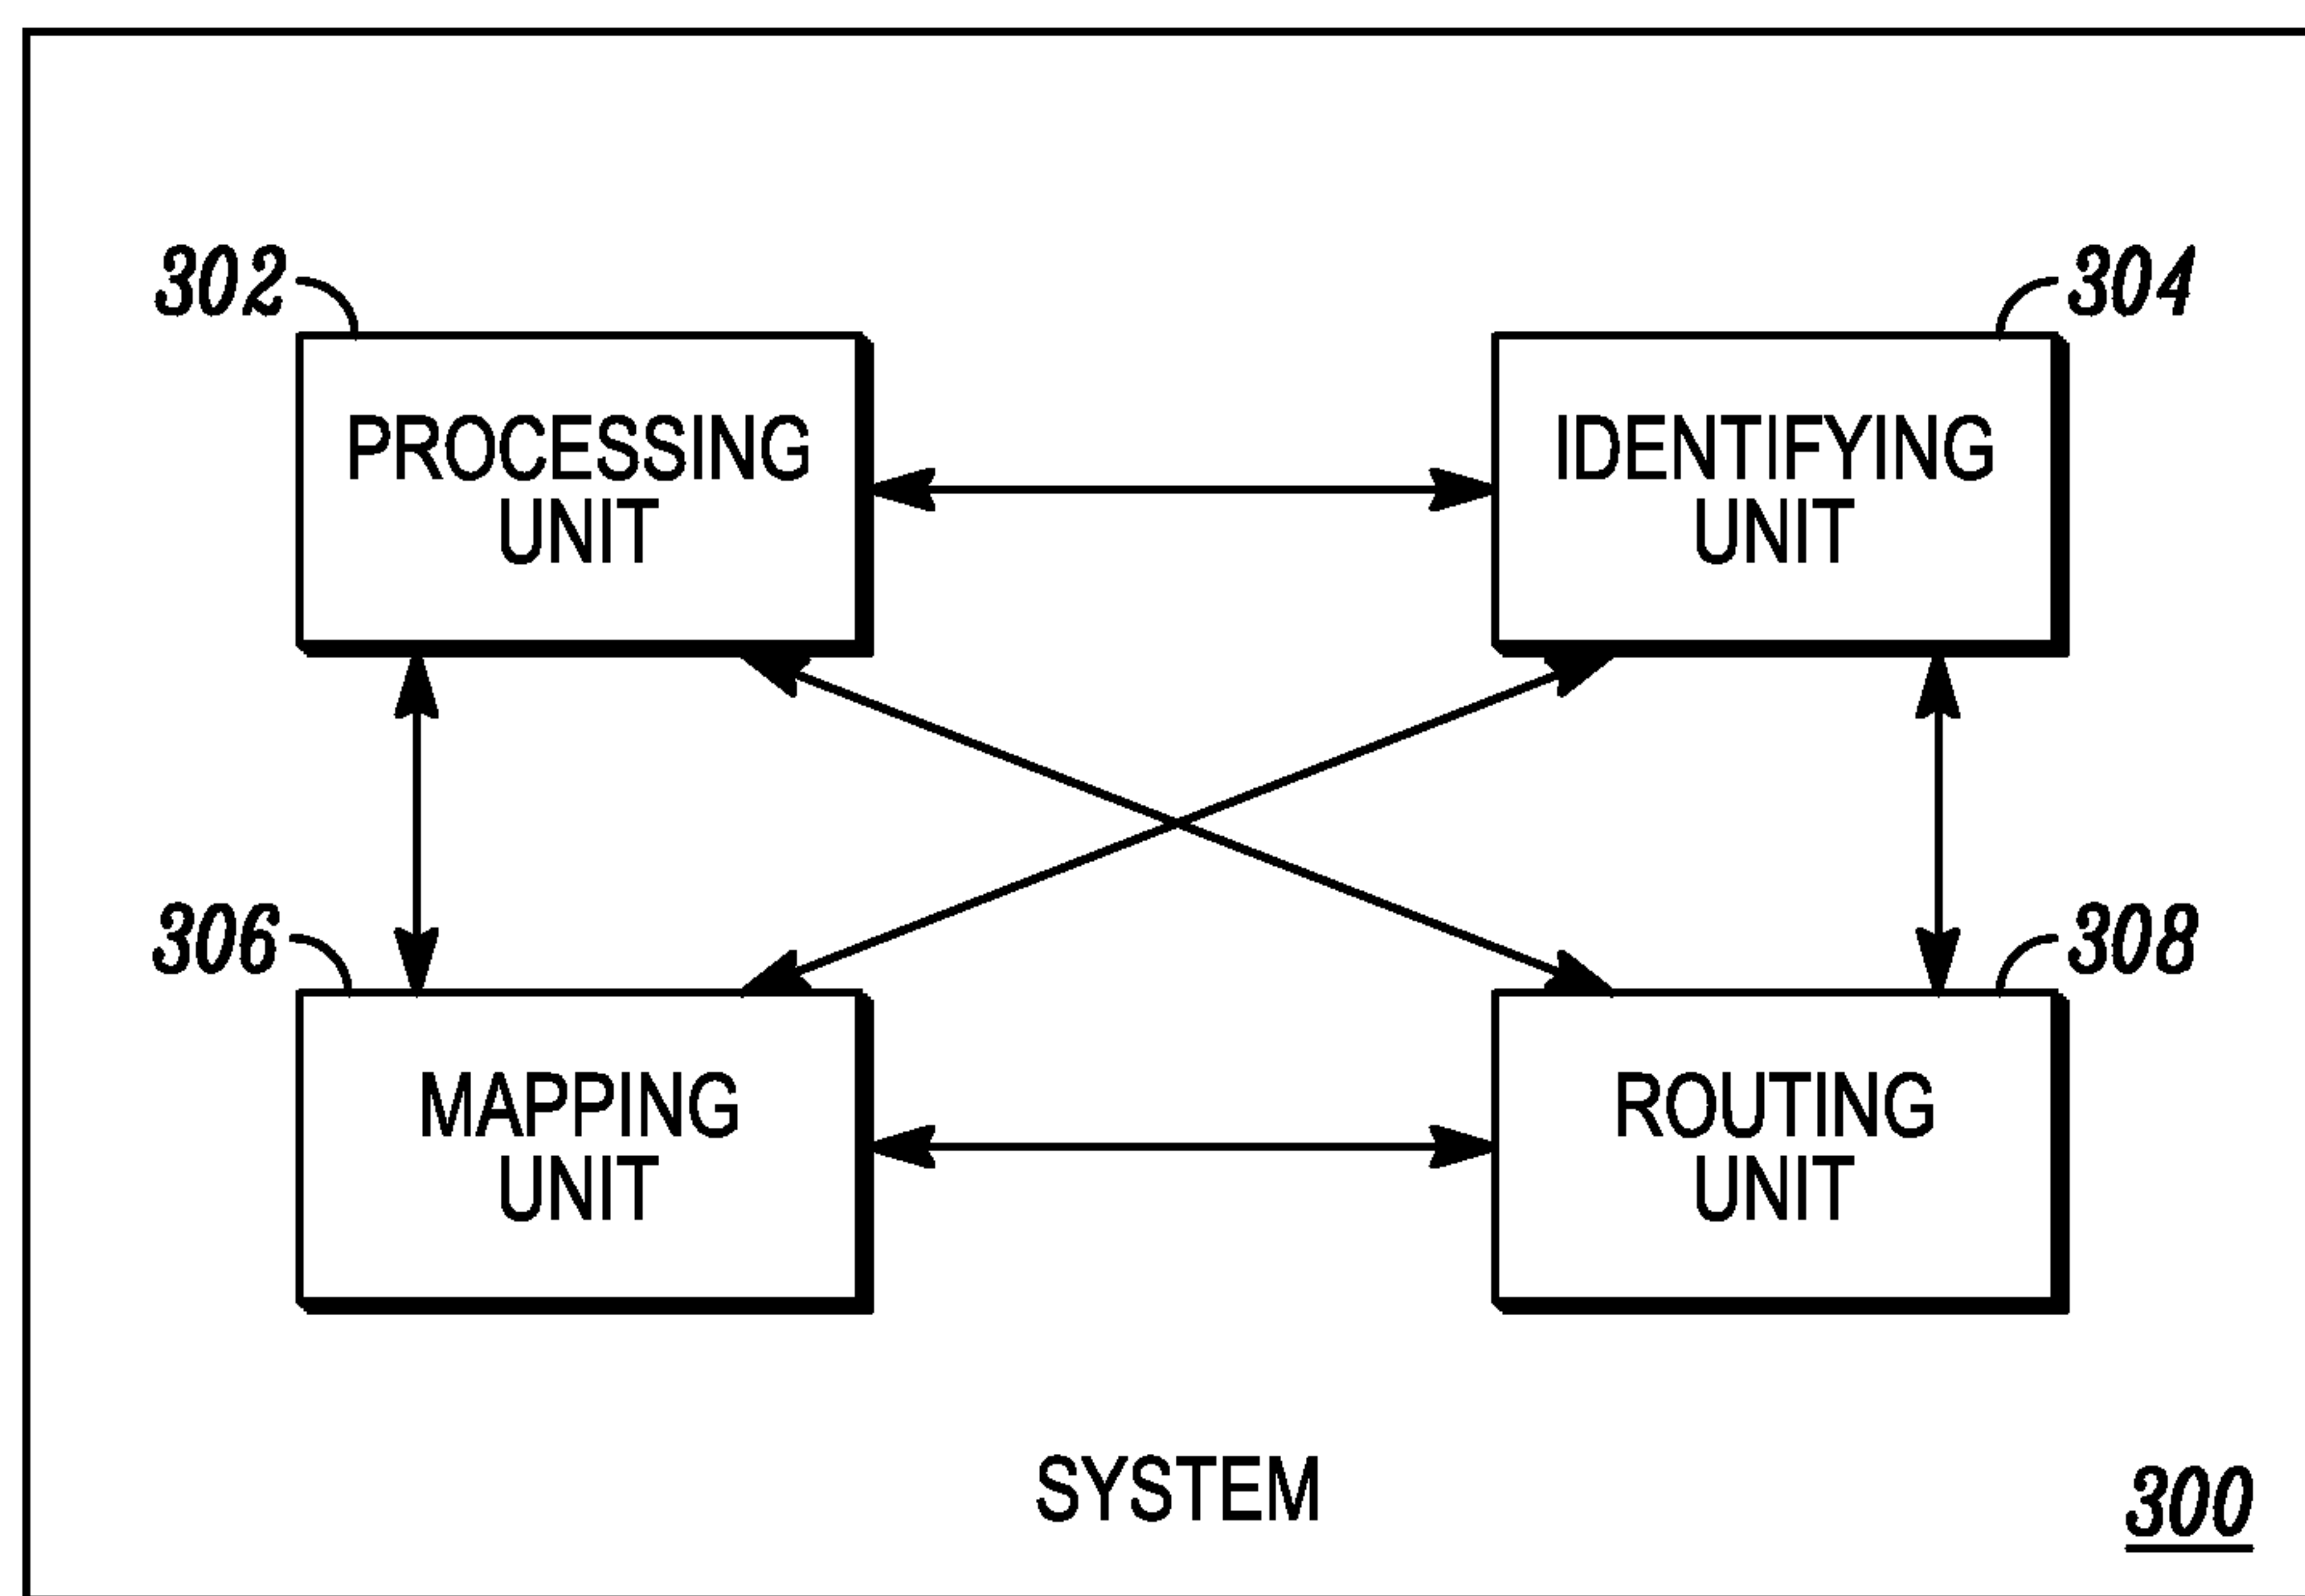 302
304
PROCESSING
UNIT
IDENTIFYING
UNIT
306
308
MAPPING
UNIT
ROUTING
UNIT
SYSTEM
300